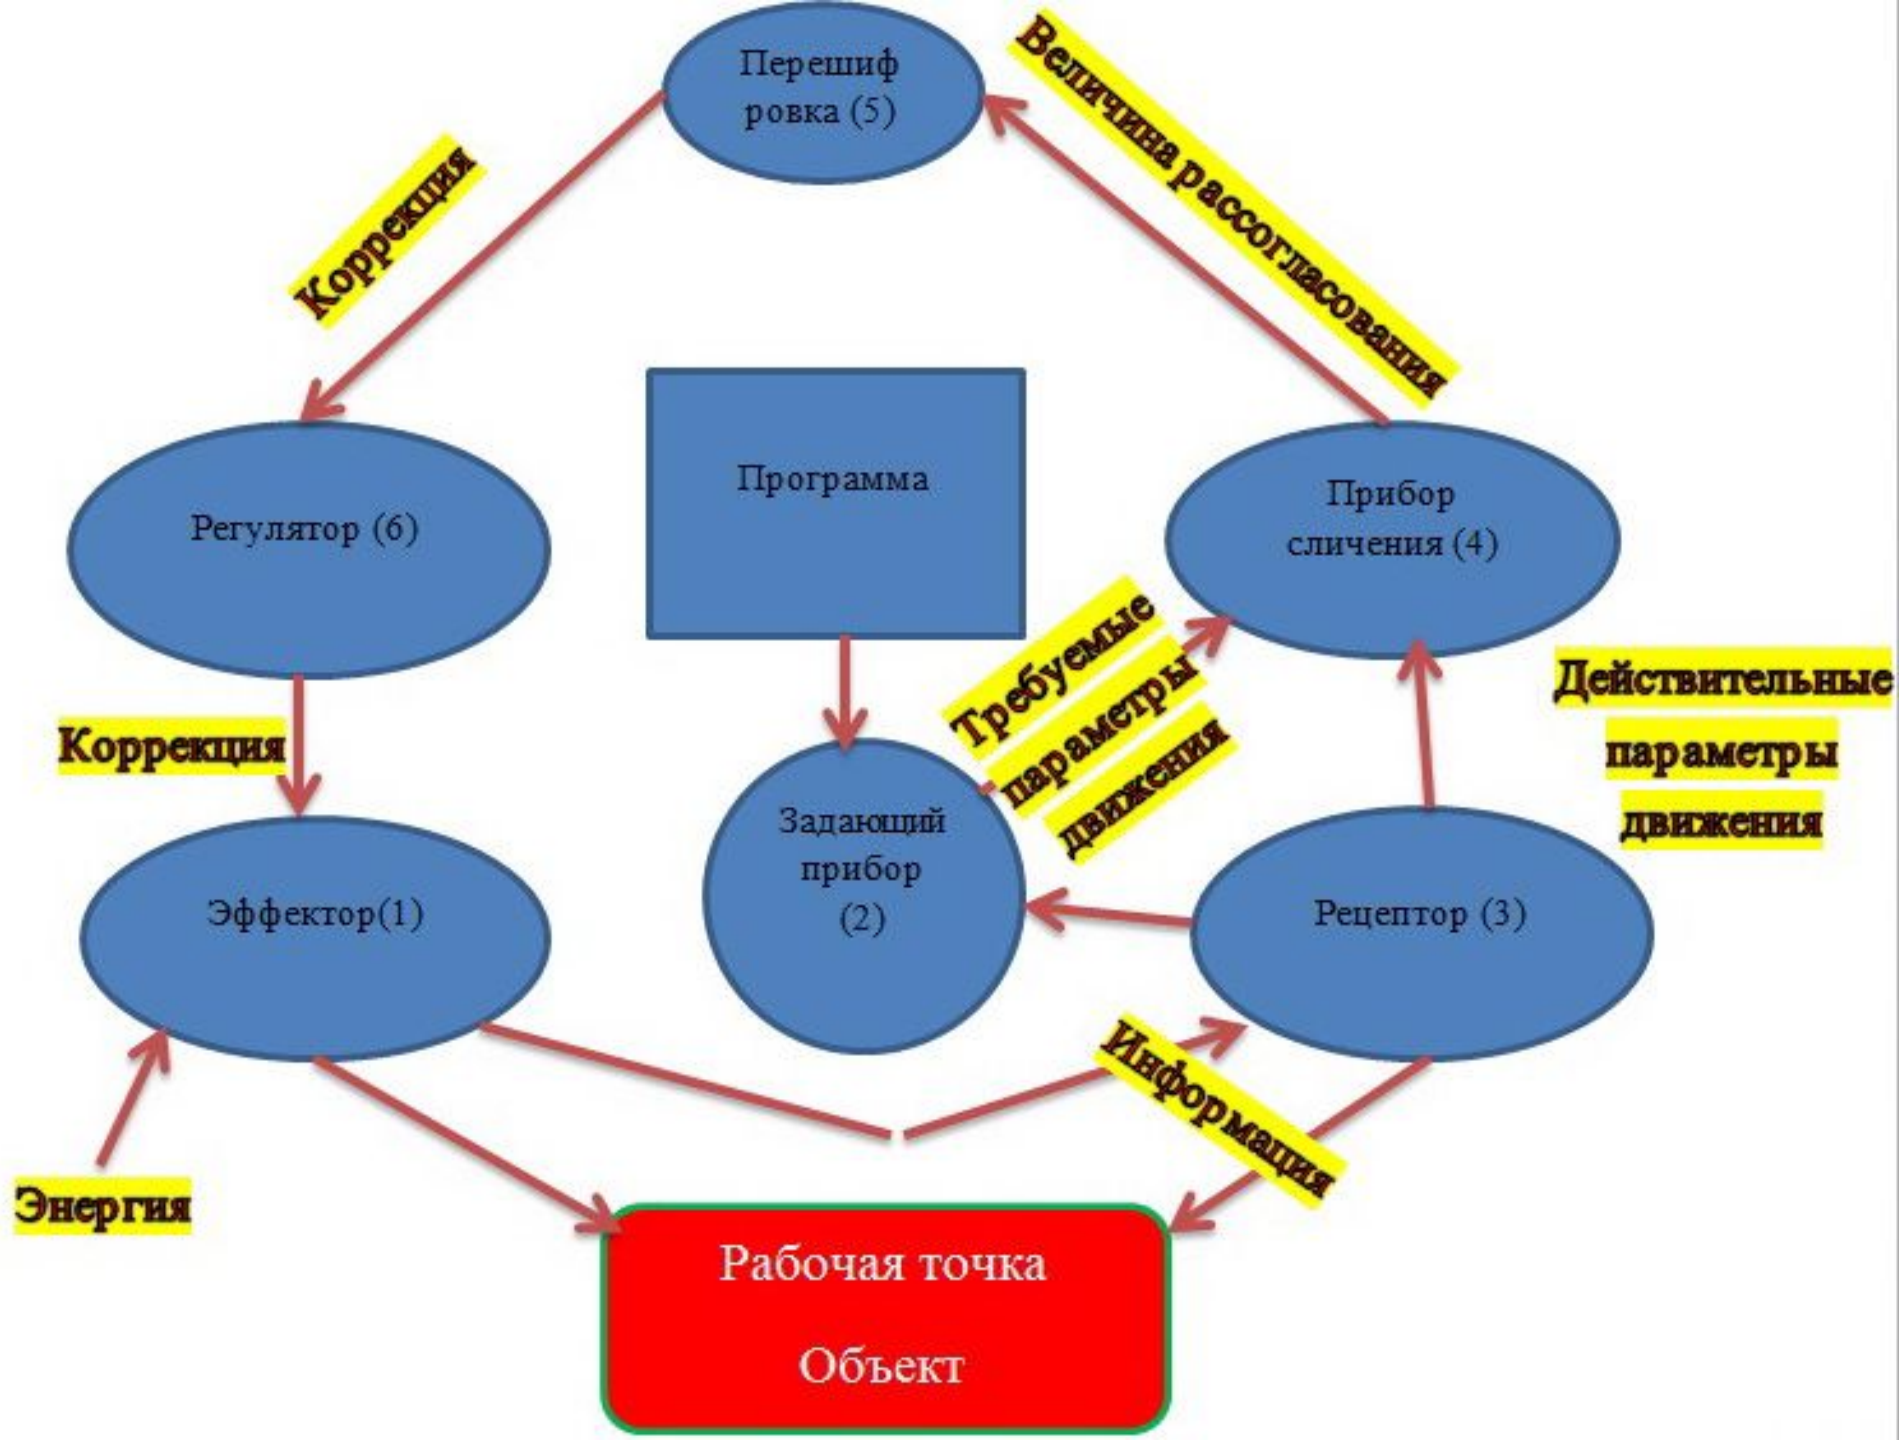 Перешиф
ровка (5)
Величина рассогласования
Коррекция
Программа
Прибор
сличения (4)
Регулятор (6)
Требуемые
параметры
движения
Действительные
параметры
движения
Коррекция
Задающий
прибор
(2)
Эффектор(1)
Рецептор (3)
Информация
Энергия
Рабочая точка
Объект